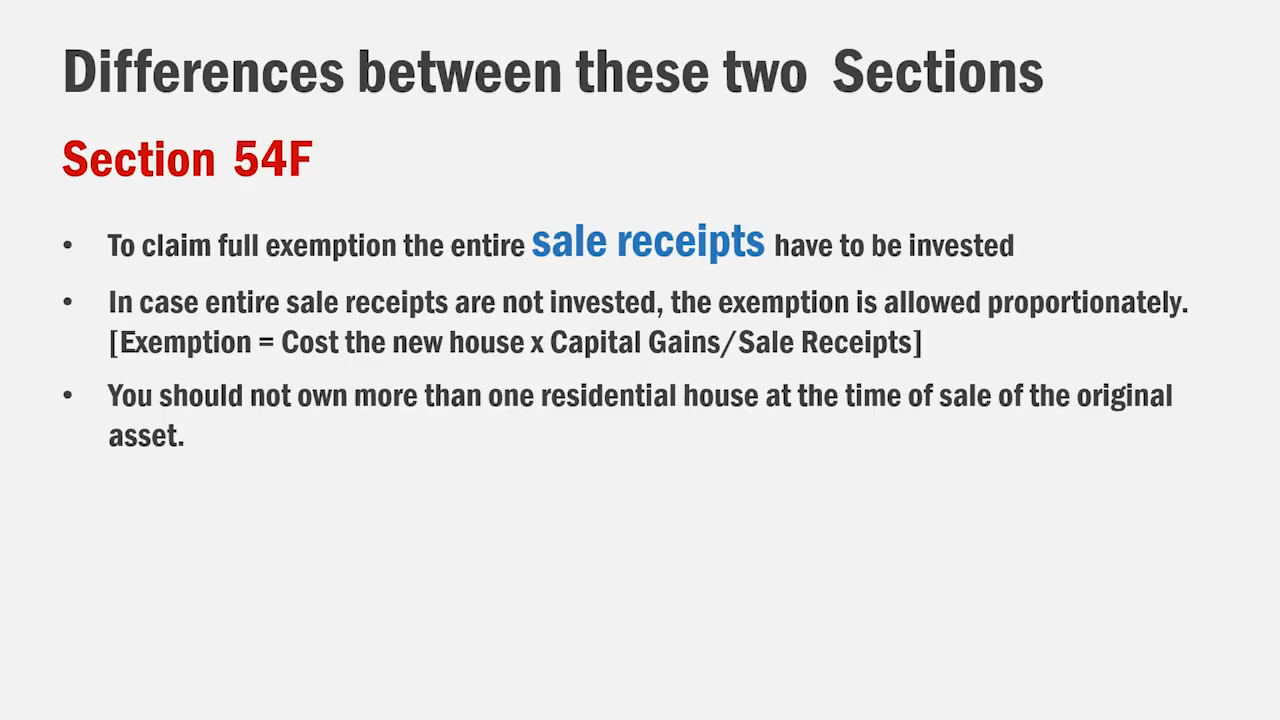 Differences between these two Sections
Section 54F
• To claim full exemption the entire sale receipts have to be invested
• In case entire sale receipts are not invested, the exemption is allowed proportionately.
[Exemption = Cost the new house x Capital Gains/Sale Receipts]
• You should not own more than one residential house at the time of sale of the original
asset.